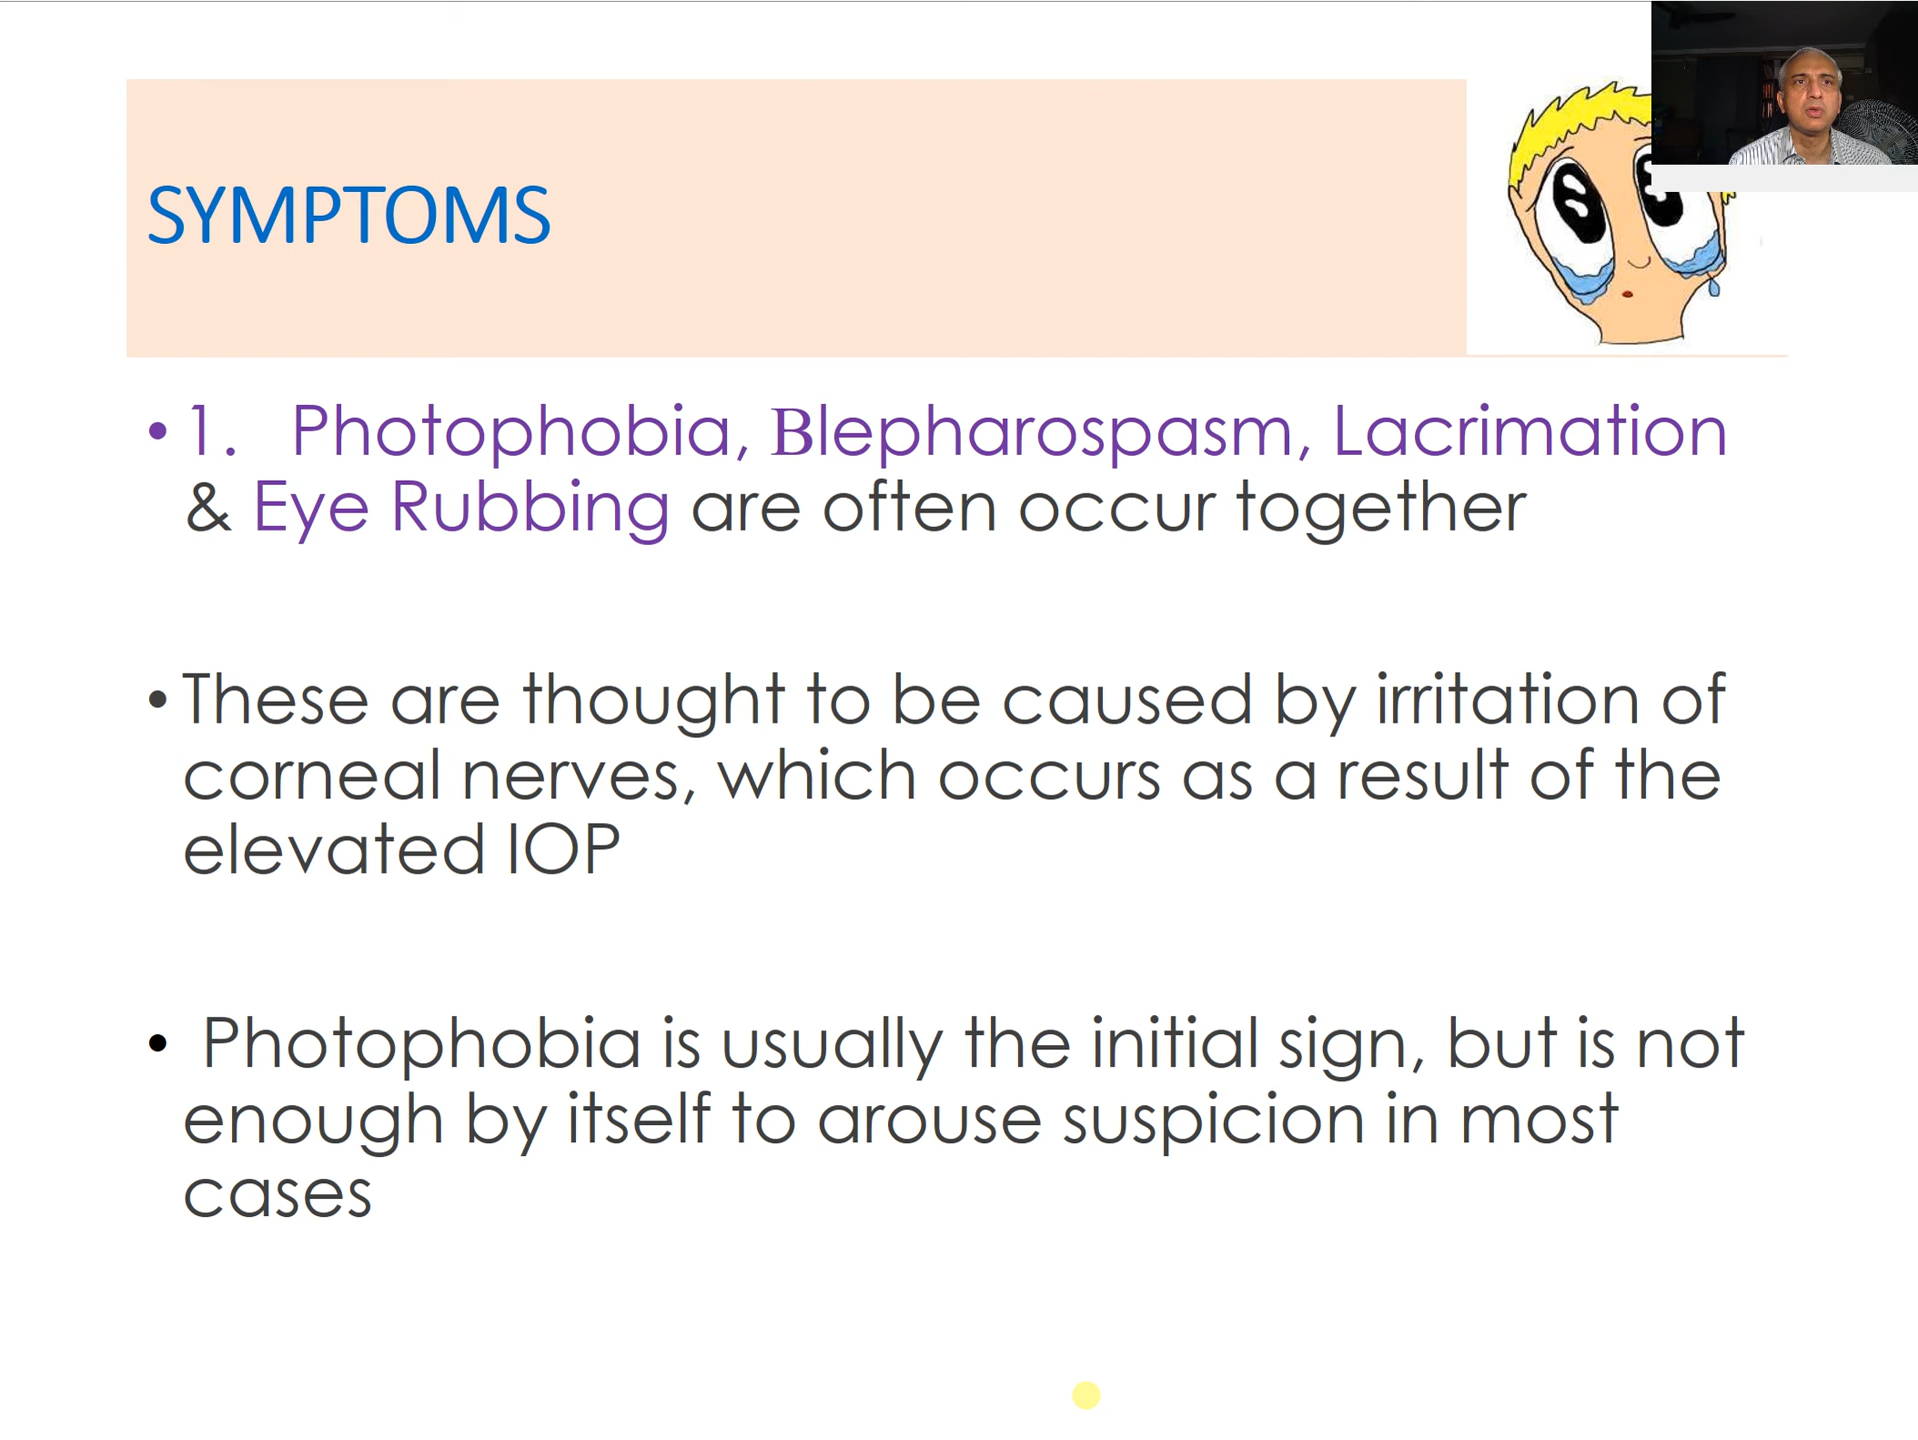 SYMPTOMS
• 1. Photophobia, Blepharospasm, Lacrimation
& Eye Rubbing are often occur together
• These are thought to be caused by irritation of
corneal nerves, which occurs as a result of the
elevated IOP
• Photophobia is usually the initial sign, but is not
enough by itself to arouse suspicion in most
cases